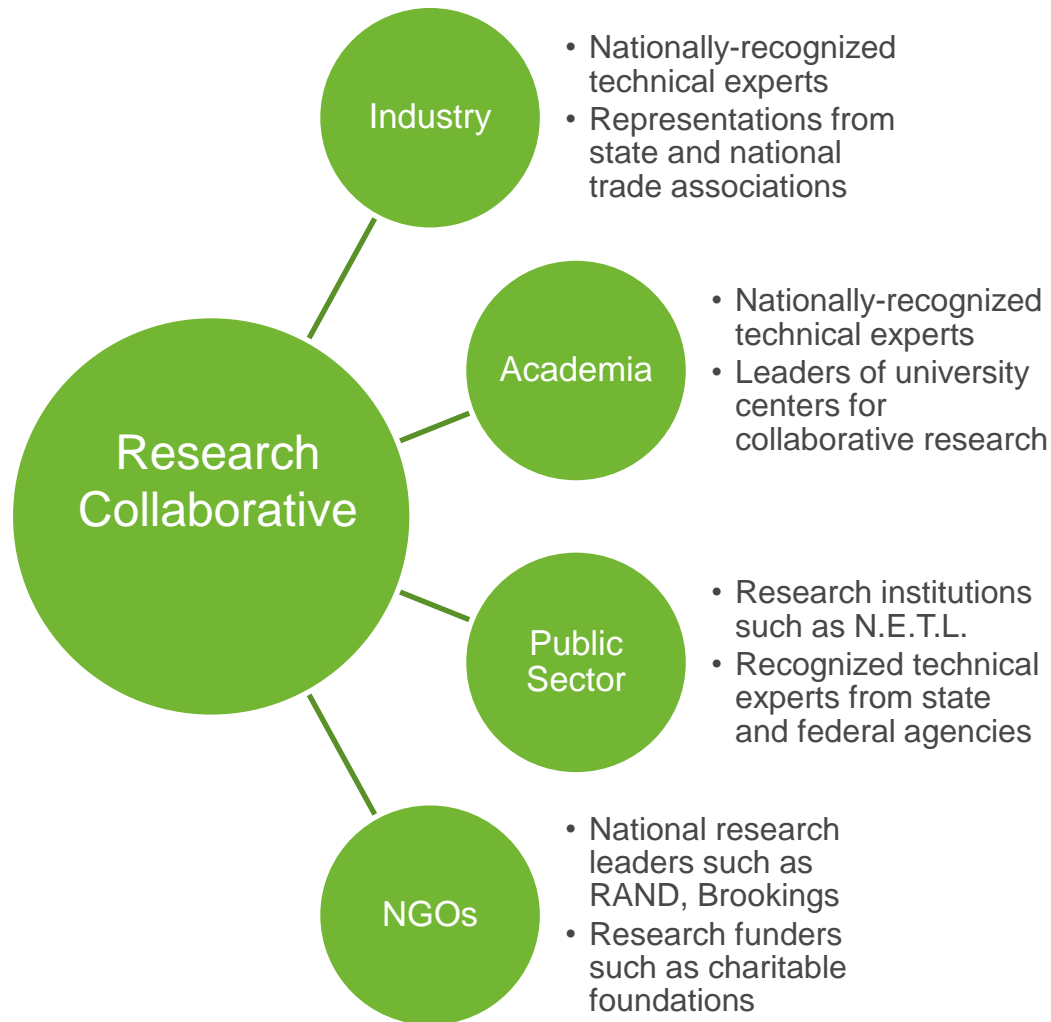 Industry
• Nationally-recognized
technical experts
• Representations from
state and national
trade associations
Academia
• Nationally-recognized
technical experts
• Leaders of university
centers for
collaborative research
Research
Collaborative
Public
Sector
• Research institutions
such as N.E.T.L.
• Recognized technical
experts from state
and federal agencies
NGOs
• National research
leaders such as
RAND, Brookings
• Research funders
such as charitable
foundations